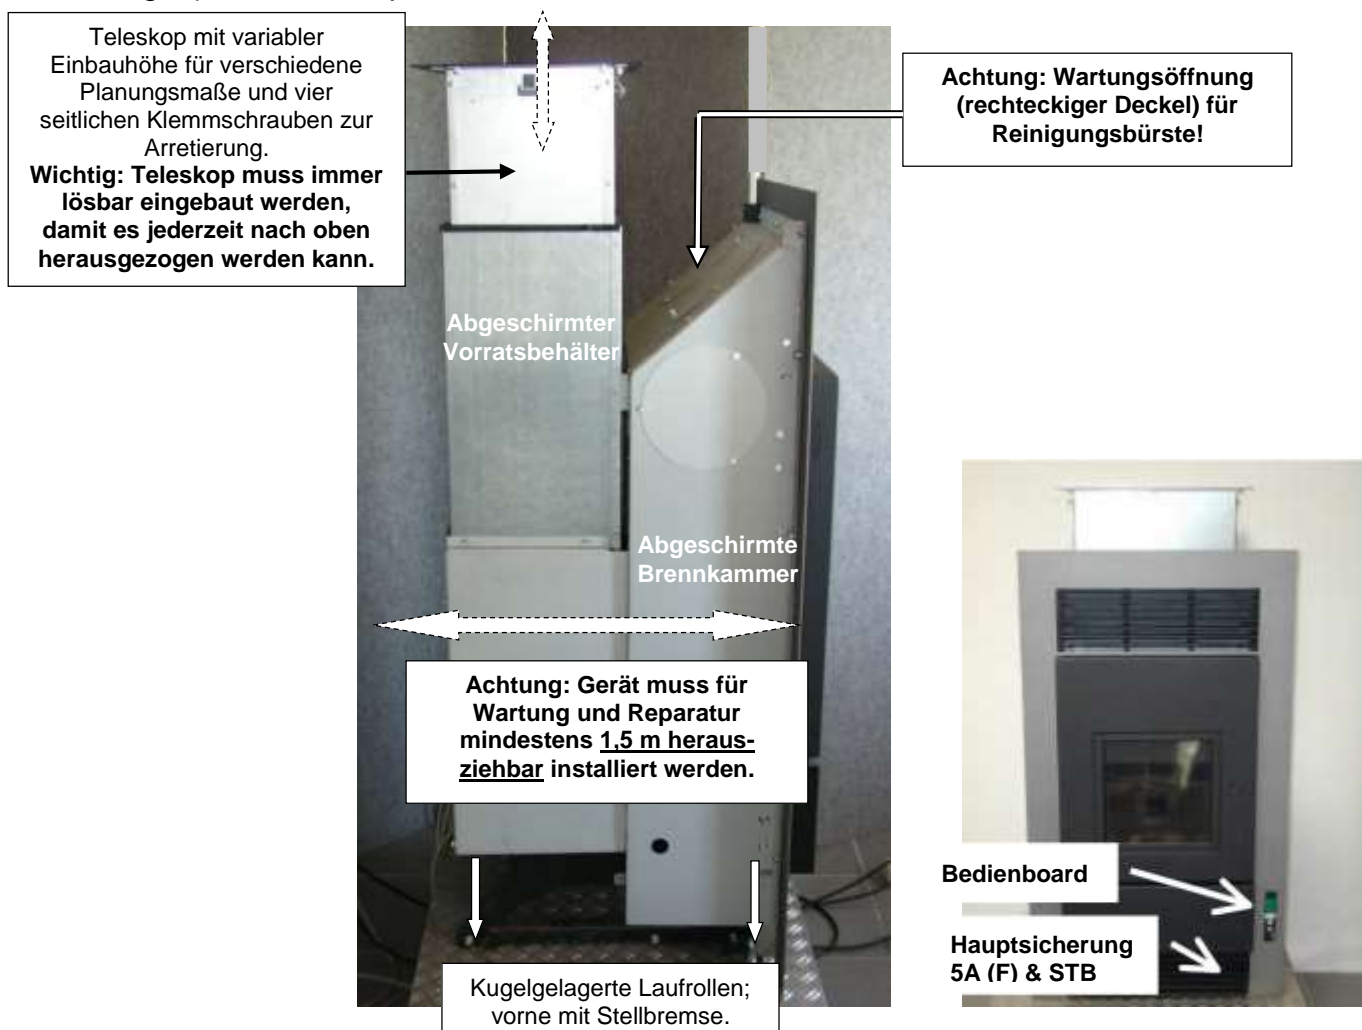 Teleskop mit variabler
Einbauhöhe für verschiedene
Planungsmaße und vier
seitlichen Klemmschrauben zur
Arretierung.
Wichtig: Teleskop muss immer
lösbar eingebaut werden,
damit es jederzeit nach oben
herausgezogen werden kann.
Achtung: Wartungsöffnung
(rechteckiger Deckel) für
Reinigungsbürste!
Abgeschirmter
Vorratsbehälter
Abgeschirmte
Brennkammer
Achtung: Gerät muss für
Wartung und Reparatur
mindestens 1,5 m heraus-
ziehbar installiert werden.
Bedienboard
Hauptsicherung
5A (F) & STB
Kugelgelagerte Laufrollen;
vorne mit Stellbremse.